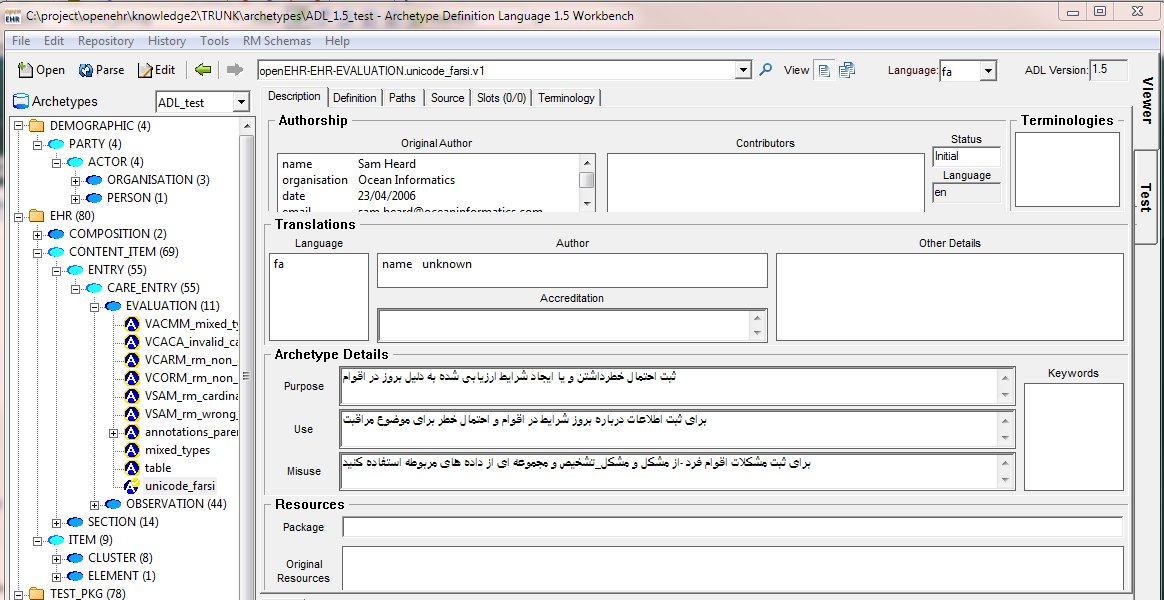 openEHR C:\project\openehr\knowledge2\TRUNK\archetypes\ADL_1.5_test - Archetype Definition Language 1.5 Workbench
File Edit Repository History Tools RM Schemas Help
Open Parse Edit openEHR-EHR-EVALUATION.unicode_farsi.v1 View Language: fa ADL Version: 1.5
Archetypes ADL_test
DEMOGRAPHIC (4)
PARTY (4)
ACTOR (4)
ORGANISATION (3)
PERSON (1)
EHR (80)
COMPOSITION (2)
CONTENT_ITEM (69)
ENTRY (55)
CARE_ENTRY (55)
EVALUATION (11)
VACMM_mixed_ty
VCACA_invalid_ca
VCARM_rm_non_
VCORM_rm_non_
VSAM_rm_cardina
VSAM_rm_wrong_
annotations_paren
mixed_types
table
unicode_farsi
OBSERVATION (44)
SECTION (14)
ITEM (9)
CLUSTER (8)
ELEMENT (1)
TEST_PKG (78)
Description Definition Paths Source Slots (0/0) Terminology
Authorship
Original Author
name Sam Heard
organisation Ocean Informatics
date 23/04/2006
email sam.heard@oceaninformatics.com
Contributors
Status
Initial
Language
en
Terminologies
Translations
Language
fa
Author
name unknown
Accreditation
Other Details
Archetype Details
Purpose
ثبت احتمال خطرداشتن و یا ایجاد شرایط ارزیابی شده به دلیل بروز در اقوام
Use
برای ثبت اطلاعات درباره بروز شرایط در اقوام و احتمال خطر برای موضوع مراقبت
Misuse
برای ثبت مشکلات اقوام فرد -از مشکل و مشکل_تشخیص و مجموعه ای از داده های مربوطه استفاده کنید
Keywords
Resources
Package
Original
Resources
Viewer
Test